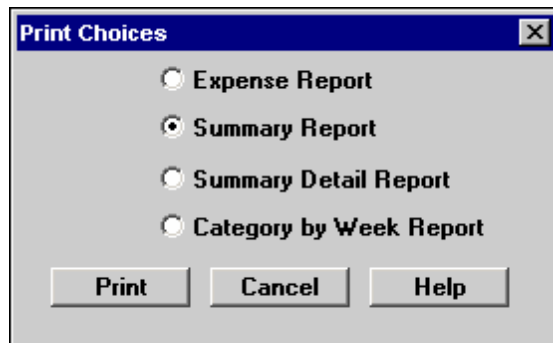 Print Choices
Expense Report
Summary Report
Summary Detail Report
Category by Week Report
Print Cancel Help